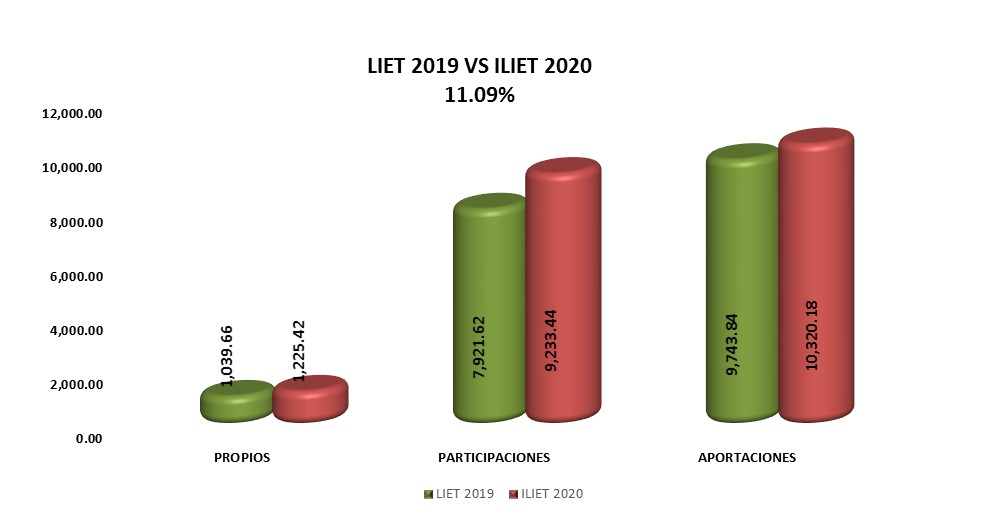 LIET 2019 VS ILIET 2020
11.09%
12,000.00
10,000.00
8,000.00
6,000.00
4,000.00
2,000.00
0.00
1,039.66
1,225.42
7,921.62
9,233.44
9,743.84
10,320.18
PROPIOS
PARTICIPACIONES
APORTACIONES
LIET 2019
ILIET 2020